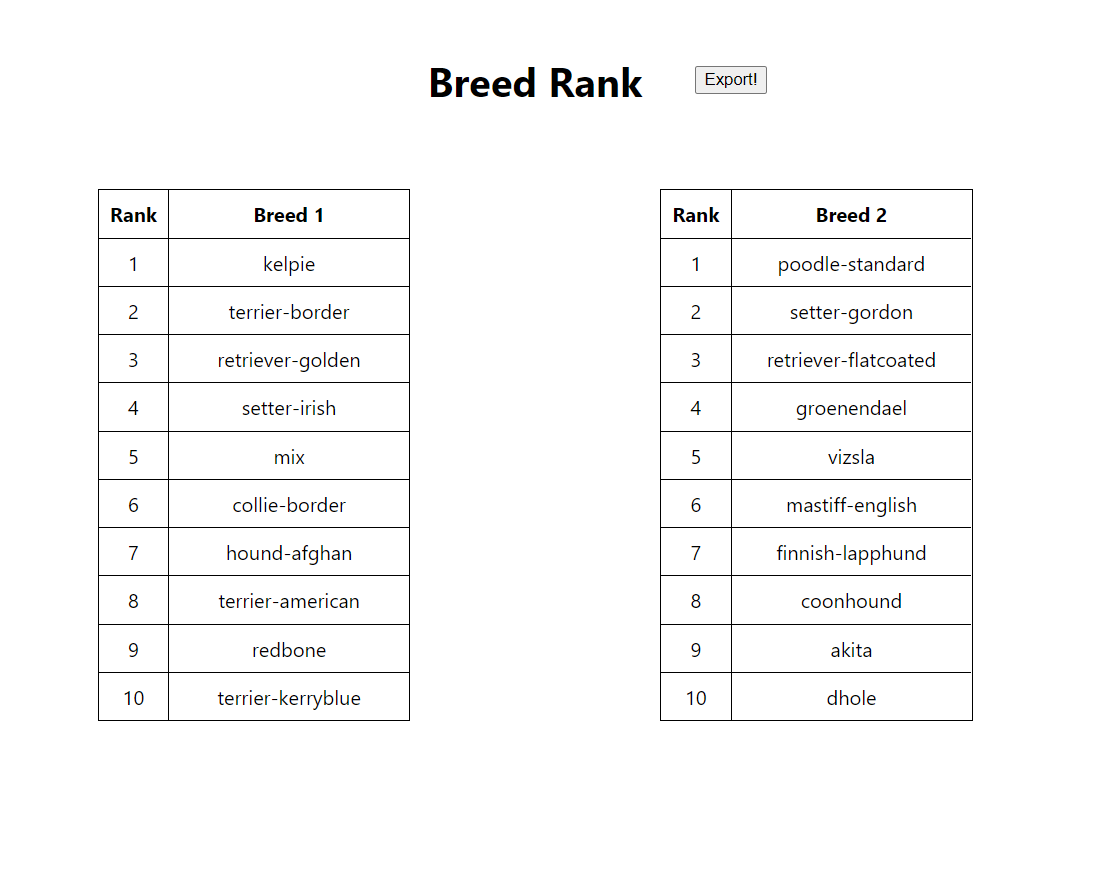 Breed Rank
Export!
Rank Breed 1
1 kelpie
2 terrier-border
3 retriever-golden
4 setter-irish
5 mix
6 collie-border
7 hound-afghan
8 terrier-american
9 redbone
10 terrier-kerryblue
Rank Breed 2
1 poodle-standard
2 setter-gordon
3 retriever-flatcoated
4 groenendael
5 vizsla
6 mastiff-english
7 finnish-lapphund
8 coonhound
9 akita
10 dhole